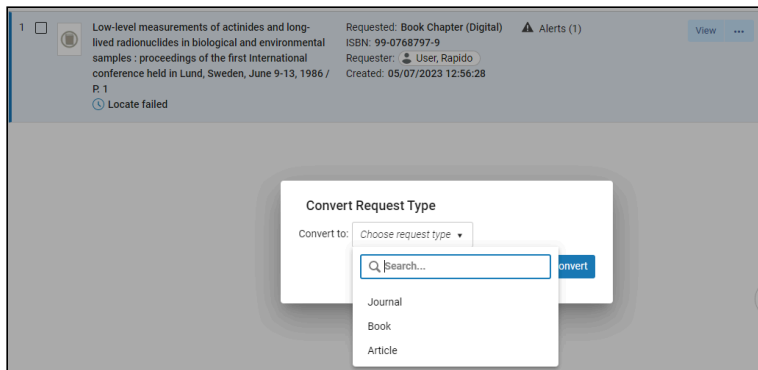 1
Low-level measurements of actinides and long-
lived radionuclides in biological and environmental
samples : proceedings of the first International
conference held in Lund, Sweden, June 9-13, 1986 /
P. 1
Locate failed
Requested: Book Chapter (Digital)
ISBN: 99-0768797-9
Requester: User, Rapido
Created: 05/07/2023 12:56:28
Alerts (1)
View
Convert Request Type
Convert to: Choose request type
Search...
onvert
Journal
Book
Article